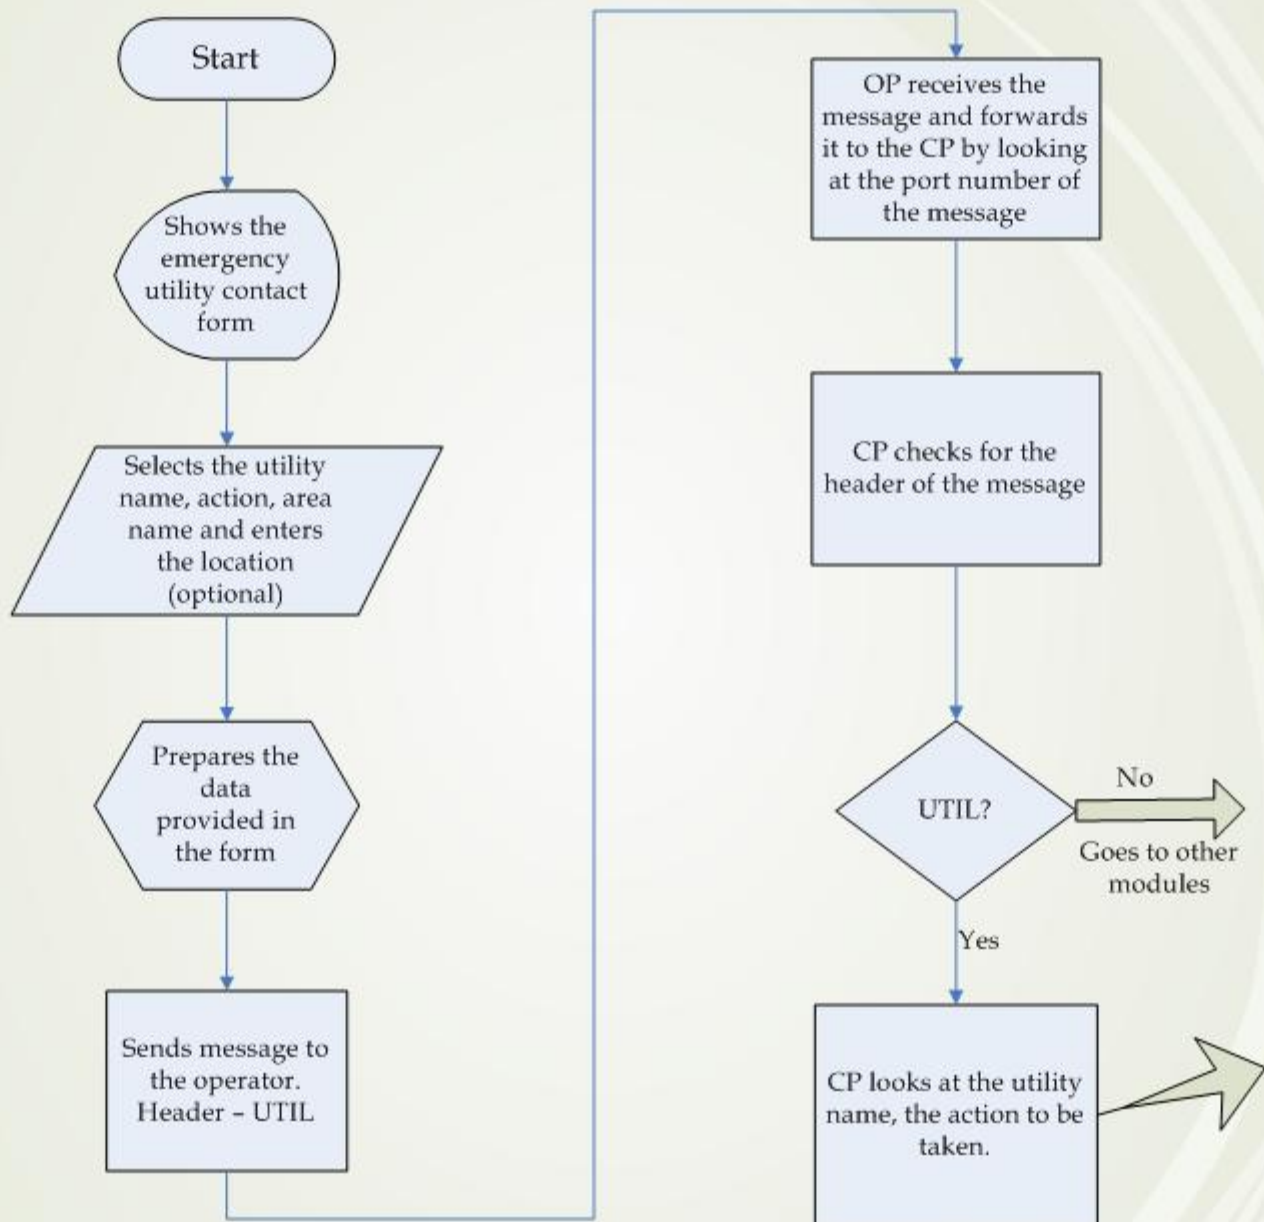 Start
Shows the
emergency
utility contact
form
Selects the utility
name, action, area
name and enters
the location
(optional)
Prepares the
data
provided in
the form
Sends message to
the operator.
Header – UTIL
OP receives the
message and forwards
it to the CP by looking
at the port number of
the message
CP checks for the
header of the message
UTIL?
No
Goes to other
modules
Yes
CP looks at the utility
name, the action to be
taken.